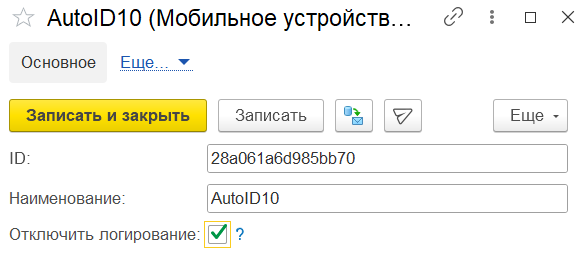 AutoID10 (Мобильное устройств...
Основное Еще...
Записать и закрыть Записать Еще
ID: 28a061a6d985bb70
Наименование: AutoID10
Отключить логирование: ?